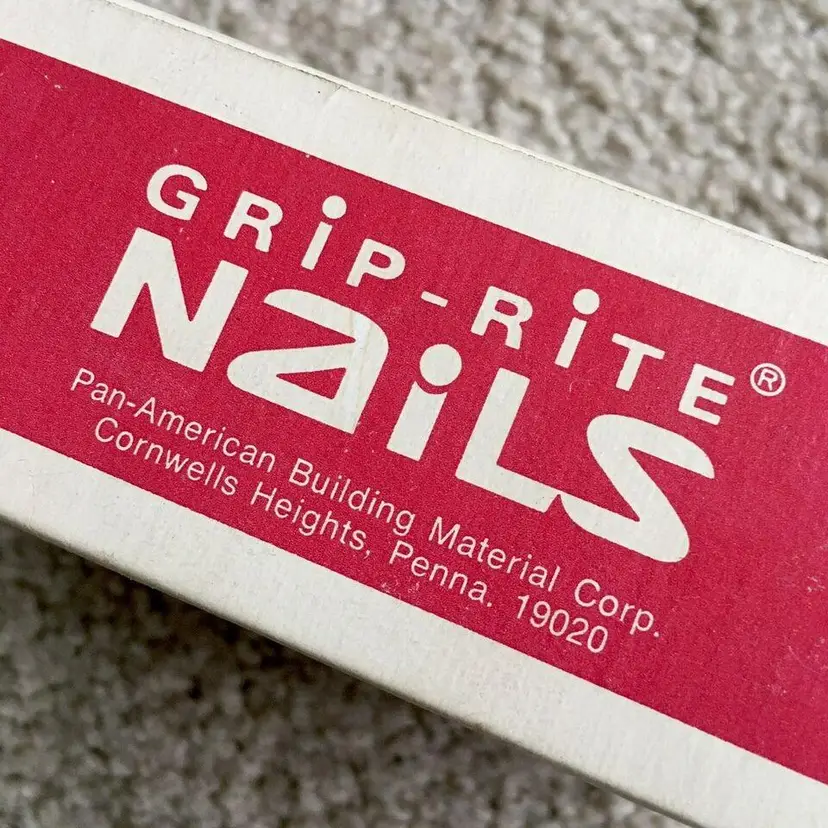 GRiP-RiTE®
NaiLS
Pan-American Building Material Corp.
Cornwells Heights, Penna. 19020